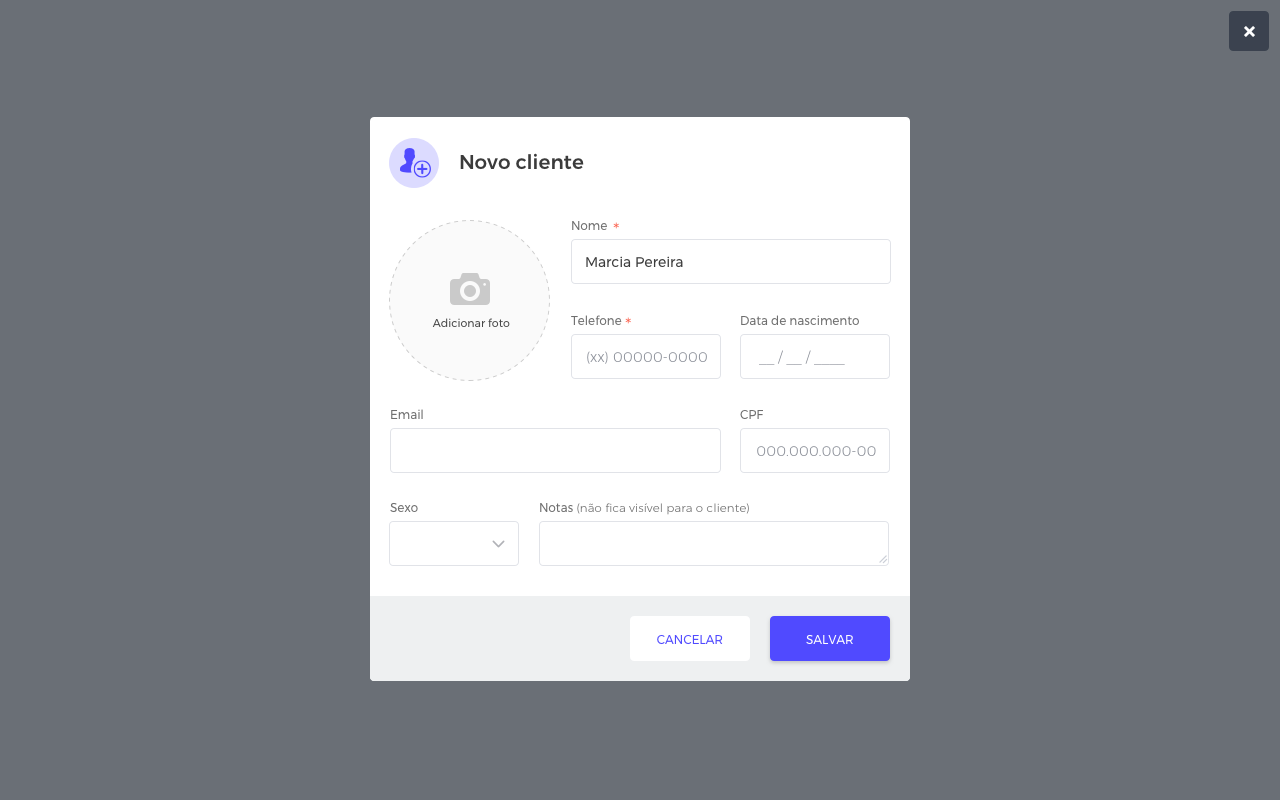 Novo cliente
Nome *
Marcia Pereira
Adicionar foto
Telefone *
Data de nascimento
(xx) 00000-0000
__ / __ / ____
Email
CPF
000.000.000-00
Sexo
Notas (não fica visível para o cliente)
CANCELAR
SALVAR